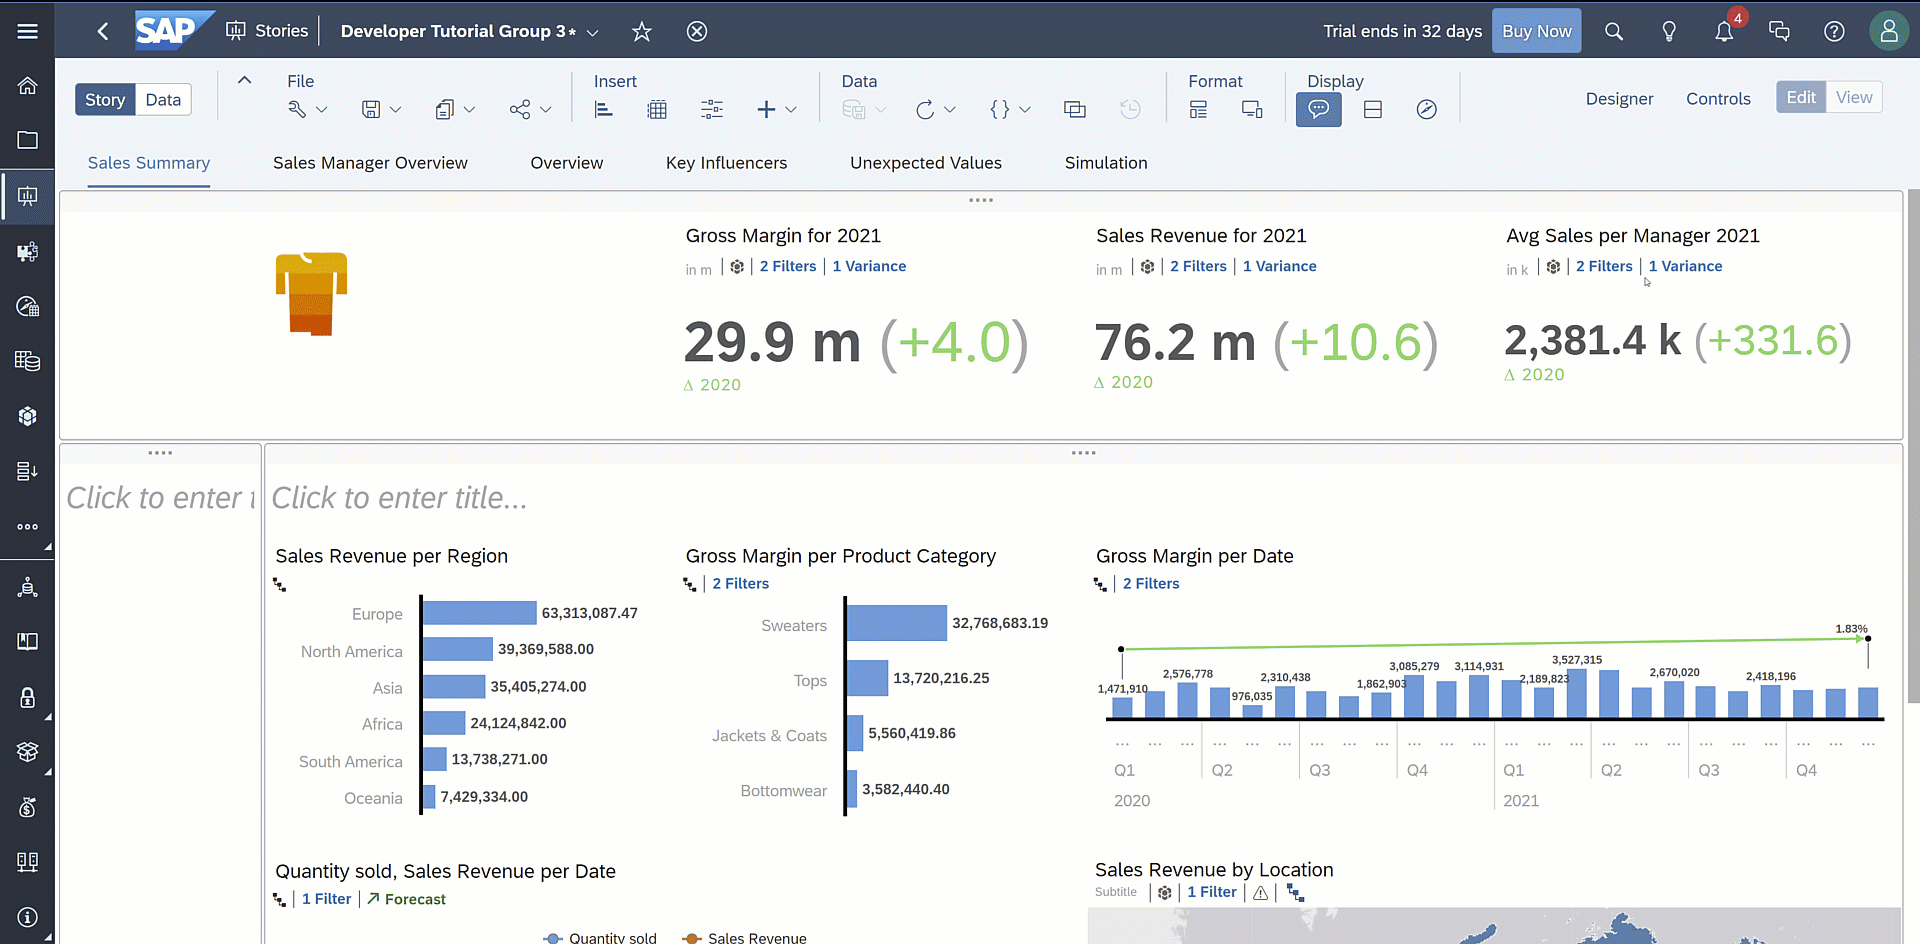 SAP
Stories
Developer Tutorial Group 3*
Trial ends in 32 days
Buy Now
4
Story
Data
File
Insert
Data
Format
Display
Designer
Controls
Edit
View
Sales Summary
Sales Manager Overview
Overview
Key Influencers
Unexpected Values
Simulation
Gross Margin for 2021
in m
2 Filters
1 Variance
29.9 m (+4.0)
Δ 2020
Sales Revenue for 2021
in m
2 Filters
1 Variance
76.2 m (+10.6)
Δ 2020
Avg Sales per Manager 2021
in k
2 Filters
1 Variance
2,381.4 k (+331.6)
Δ 2020
Click to enter t
Click to enter title...
Sales Revenue per Region
Europe 63,313,087.47
North America 39,369,588.00
Asia 35,405,274.00
Africa 24,124,842.00
South America 13,738,271.00
Oceania 7,429,334.00
Gross Margin per Product Category
2 Filters
Sweaters 32,768,683.19
Tops 13,720,216.25
Jackets & Coats 5,560,419.86
Bottomwear 3,582,440.40
Gross Margin per Date
2 Filters
1.83%
1,471,910
2,576,778
976,035
2,310,438
1,862,903
3,085,279
3,114,931
2,189,823
3,527,315
2,670,020
2,418,196
... ... ... ... ... ... ... ... ... ... ... ... ... ... ... ... ... ... ... ... ... ... ... ...
Q1 Q2 Q3 Q4 Q1 Q2 Q3 Q4
2020 2021
Quantity sold, Sales Revenue per Date
1 Filter
Forecast
Quantity sold
Sales Revenue
Sales Revenue by Location
Subtitle
1 Filter